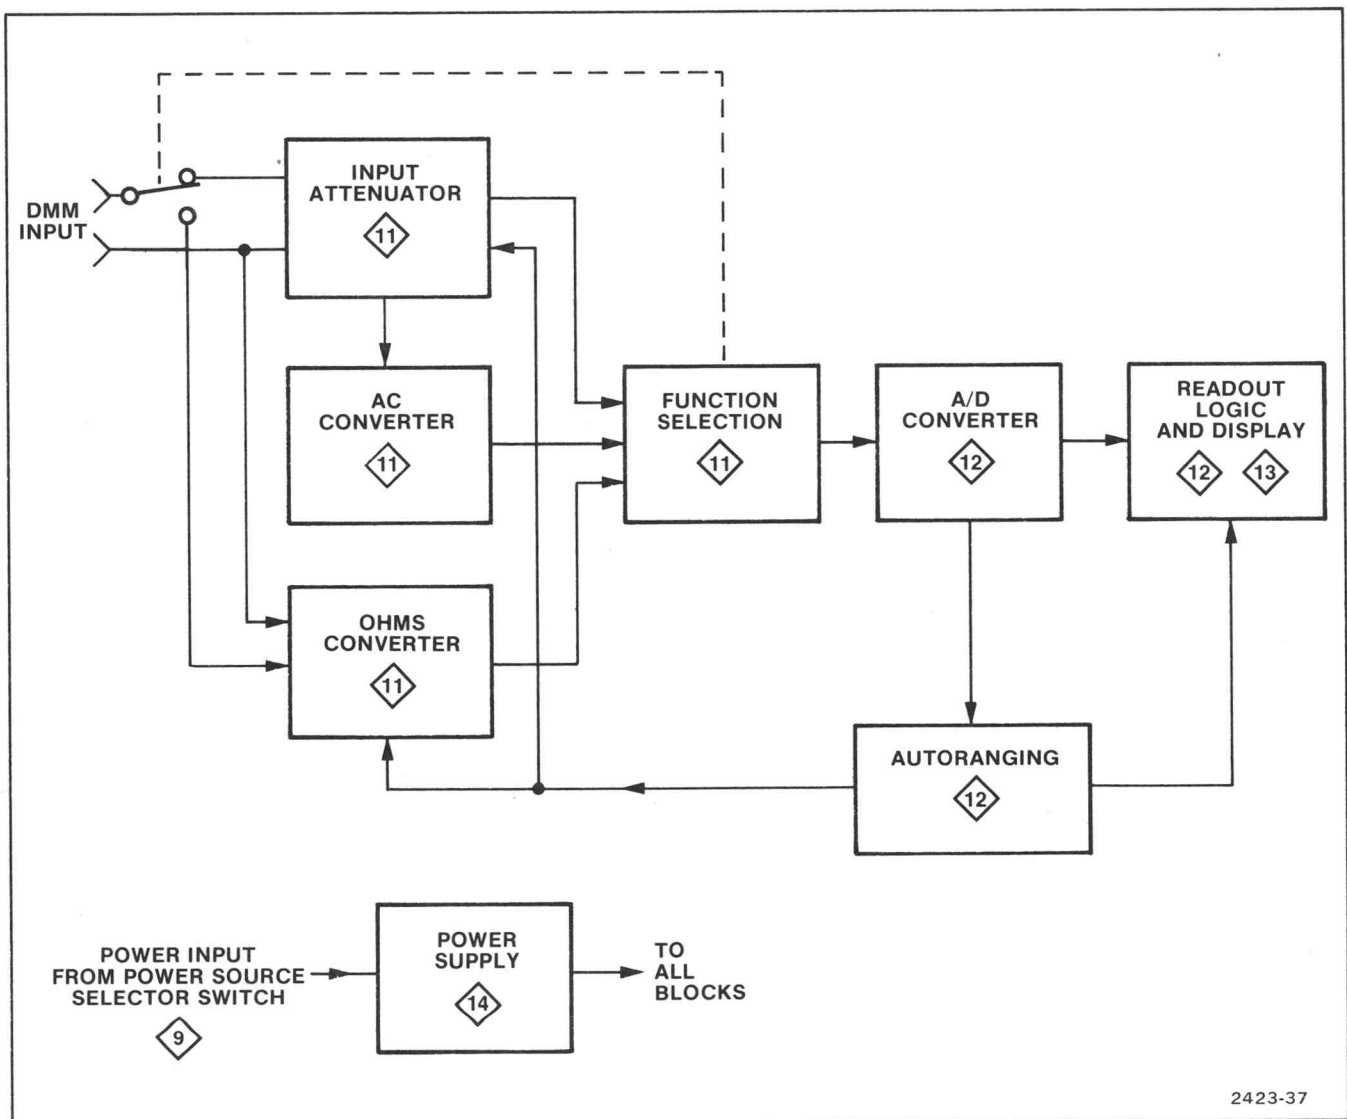 DMM
INPUT
INPUT
ATTENUATOR
11
AC
CONVERTER
11
OHMS
CONVERTER
11
FUNCTION
SELECTION
11
A/D
CONVERTER
12
READOUT
LOGIC
AND DISPLAY
12 13
AUTORANGING
12
POWER INPUT
FROM POWER SOURCE
SELECTOR SWITCH
9
POWER
SUPPLY
14
TO
ALL
BLOCKS
2423-37